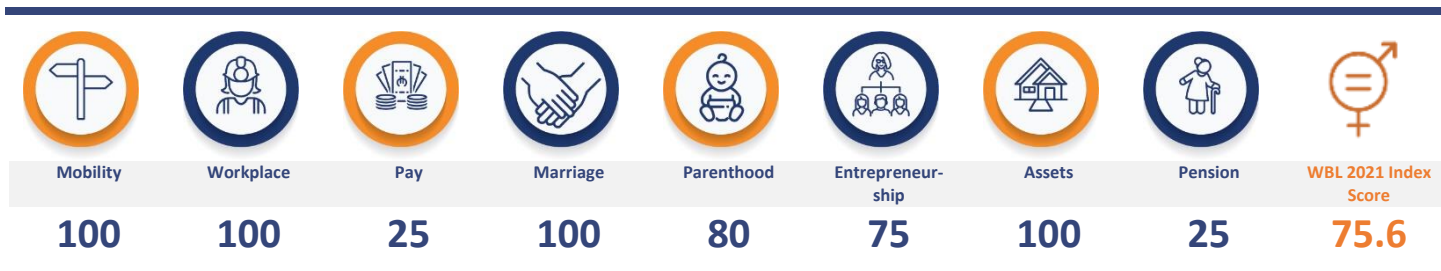 Mobility Workplace Pay Marriage Parenthood Entrepreneur- Assets Pension WBL 2021 Index
ship Score
100 100 25 100 80 75 100 25 75.6